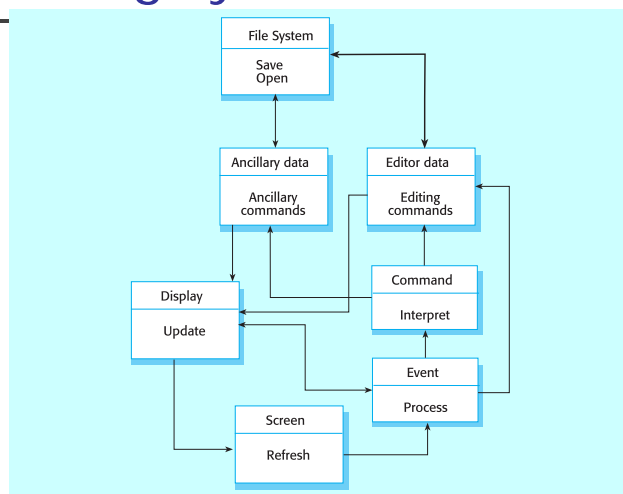 File System
Save
Open
Ancillary data
Ancillary
commands
Editor data
Editing
commands
Command
Interpret
Display
Update
Event
Process
Screen
Refresh